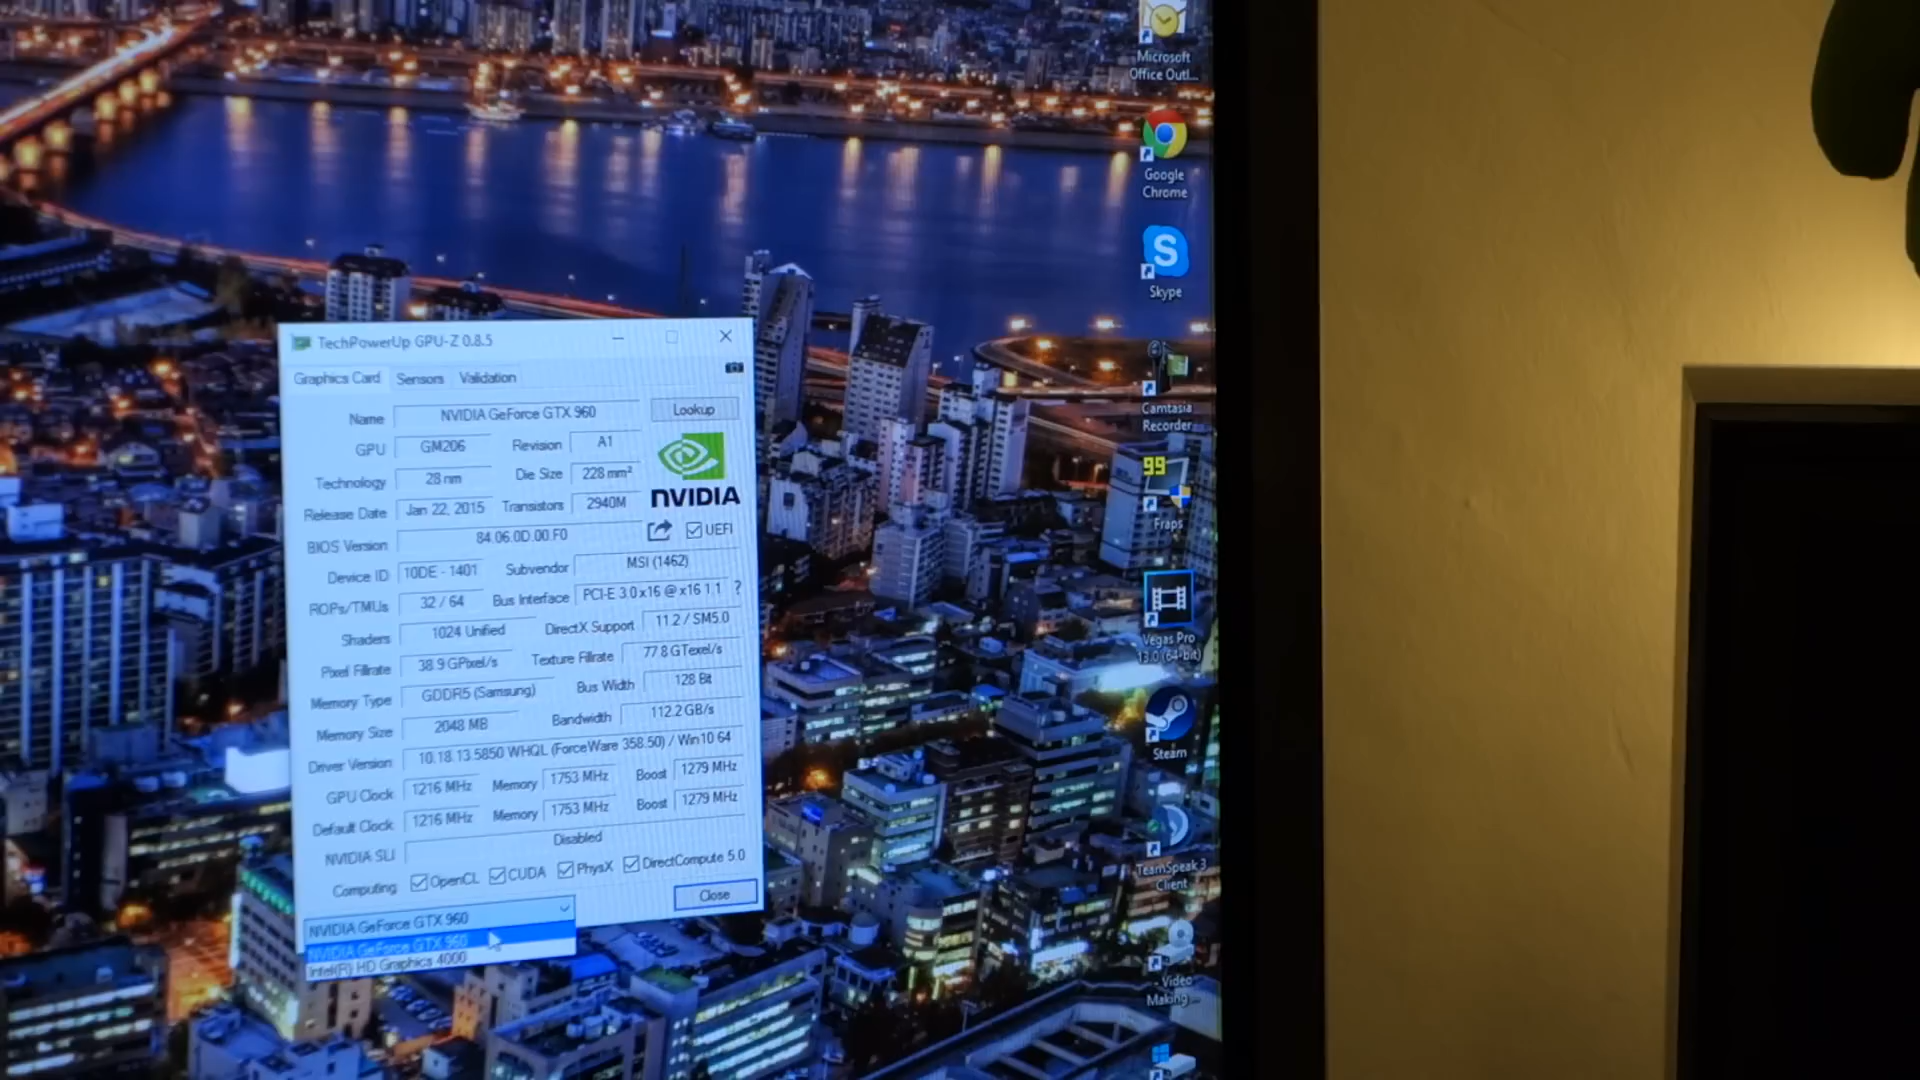 Microsoft
Office Outl...
Google
Chrome
Skype
Camtasia
Recorder
99
Fraps
Vegas Pro
13.0 (64-bit)
Steam
TeamSpeak 3
Client
- Video
Making...
TechPowerUp GPU-Z 0.8.5
Graphics Card Sensors Validation
Name NVIDIA GeForce GTX 960 Lookup
GPU GM206 Revision A1
Technology 28 nm Die Size 228 mm²
NVIDIA
Release Date Jan 22, 2015 Transistors 2940M
BIOS Version 84.06.0D.00.F0 UEFI
Device ID 10DE - 1401 Subvendor MSI (1462)
ROPs/TMUs 32 / 64 Bus Interface PCI-E 3.0 x16 @ x16 1.1 ?
Shaders 1024 Unified DirectX Support 11.2 / SM5.0
Pixel Fillrate 38.9 GPixel/s Texture Fillrate 77.8 GTexel/s
Memory Type GDDR5 (Samsung) Bus Width 128 Bit
Memory Size 2048 MB Bandwidth 112.2 GB/s
Driver Version 10.18.13.5850 WHQL (ForceWare 358.50) / Win10 64
GPU Clock 1216 MHz Memory 1753 MHz Boost 1279 MHz
Default Clock 1216 MHz Memory 1753 MHz Boost 1279 MHz
NVIDIA SLI Disabled
Computing OpenCL CUDA PhysX DirectCompute 5.0
NVIDIA GeForce GTX 960 Close
NVIDIA GeForce GTX 960
Intel(R) HD Graphics 4000